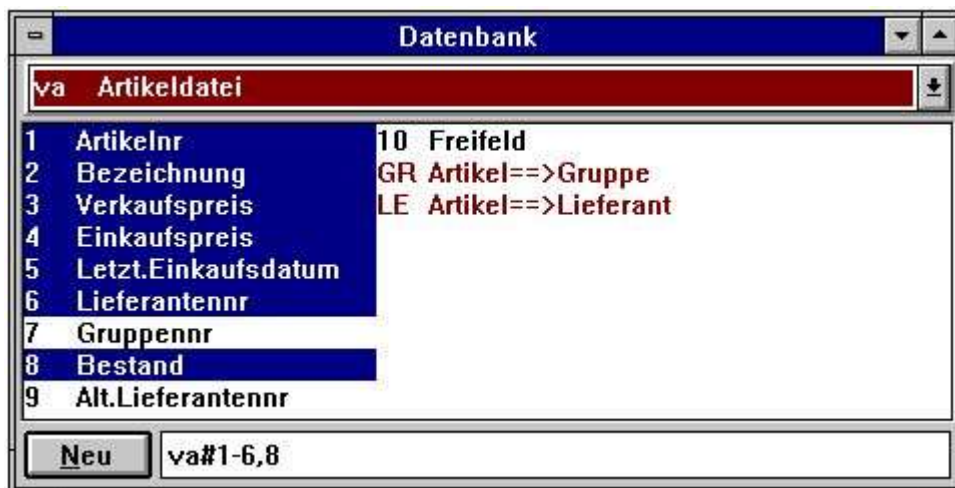 Datenbank
va Artikeldatei
1 Artikelnr
2 Bezeichnung
3 Verkaufspreis
4 Einkaufspreis
5 Letzt.Einkaufsdatum
6 Lieferantennr
7 Gruppennr
8 Bestand
9 Alt.Lieferantennr
10 Freifeld
GR Artikel==>Gruppe
LE Artikel==>Lieferant
Neu va#1-6,8